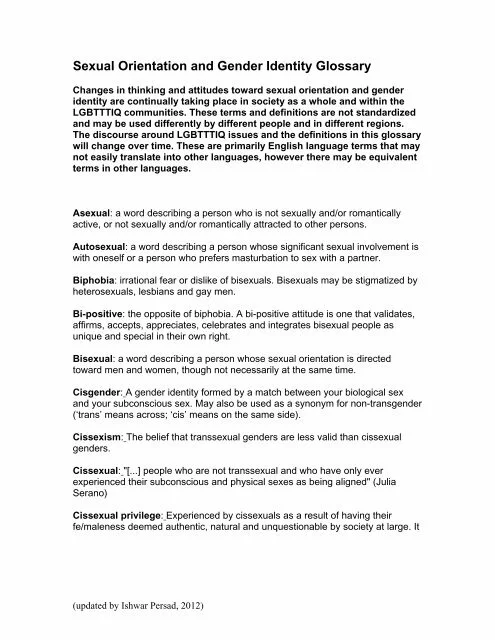 Sexual Orientation and Gender Identity Glossary
Changes in thinking and attitudes toward sexual orientation and gender
identity are continually taking place in society as a whole and within the
LGBTTTIQ communities. These terms and definitions are not standardized
and may be used differently by different people and in different regions.
The discourse around LGBTTTIQ issues and the definitions in this glossary
will change over time. These are primarily English language terms that may
not easily translate into other languages, however there may be equivalent
terms in other languages.
Asexual: a word describing a person who is not sexually and/or romantically
active, or not sexually and/or romantically attracted to other persons.
Autosexual: a word describing a person whose significant sexual involvement is
with oneself or a person who prefers masturbation to sex with a partner.
Biphobia: irrational fear or dislike of bisexuals. Bisexuals may be stigmatized by
heterosexuals, lesbians and gay men.
Bi-positive: the opposite of biphobia. A bi-positive attitude is one that validates,
affirms, accepts, appreciates, celebrates and integrates bisexual people as
unique and special in their own right.
Bisexual: a word describing a person whose sexual orientation is directed
toward men and women, though not necessarily at the same time.
Cisgender: A gender identity formed by a match between your biological sex
and your subconscious sex. May also be used as a synonym for non-transgender
(‘trans’ means across; ‘cis’ means on the same side).
Cissexism: The belief that transsexual genders are less valid than cissexual
genders.
Cissexual: "[...] people who are not transsexual and who have only ever
experienced their subconscious and physical sexes as being aligned" (Julia
Serano)
Cissexual privilege: Experienced by cissexuals as a result of having their
fe/maleness deemed authentic, natural and unquestionable by society at large. It
(updated by Ishwar Persad, 2012)